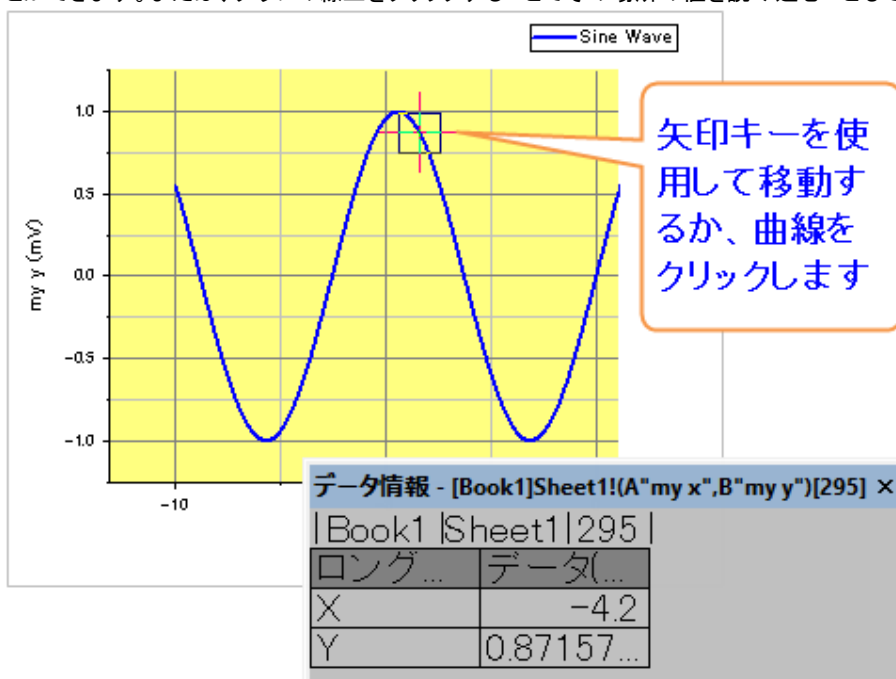 Sine Wave
1.0
0.5
0.0
-0.5
-1.0
my y (mV)
-10
矢印キーを使
用して移動す
るか、曲線を
クリックします
データ情報 - [Book1]Sheet1!(A"my x",B"my y")[295] ×
|Book1 |Sheet1|295 |
ロング... データ(...
X -4.2
Y 0.87157...